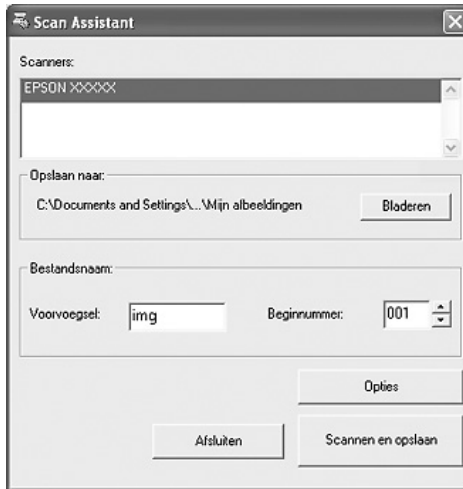 Scan Assistant
Scanners:
EPSON XXXXX
Opslaan naar:
C:\Documents and Settings\...\Mijn afbeeldingen
Bladeren
Bestandsnaam:
Voorvoegsel:
img
Beginnummer:
001
Opties
Afsluiten
Scannen en opslaan